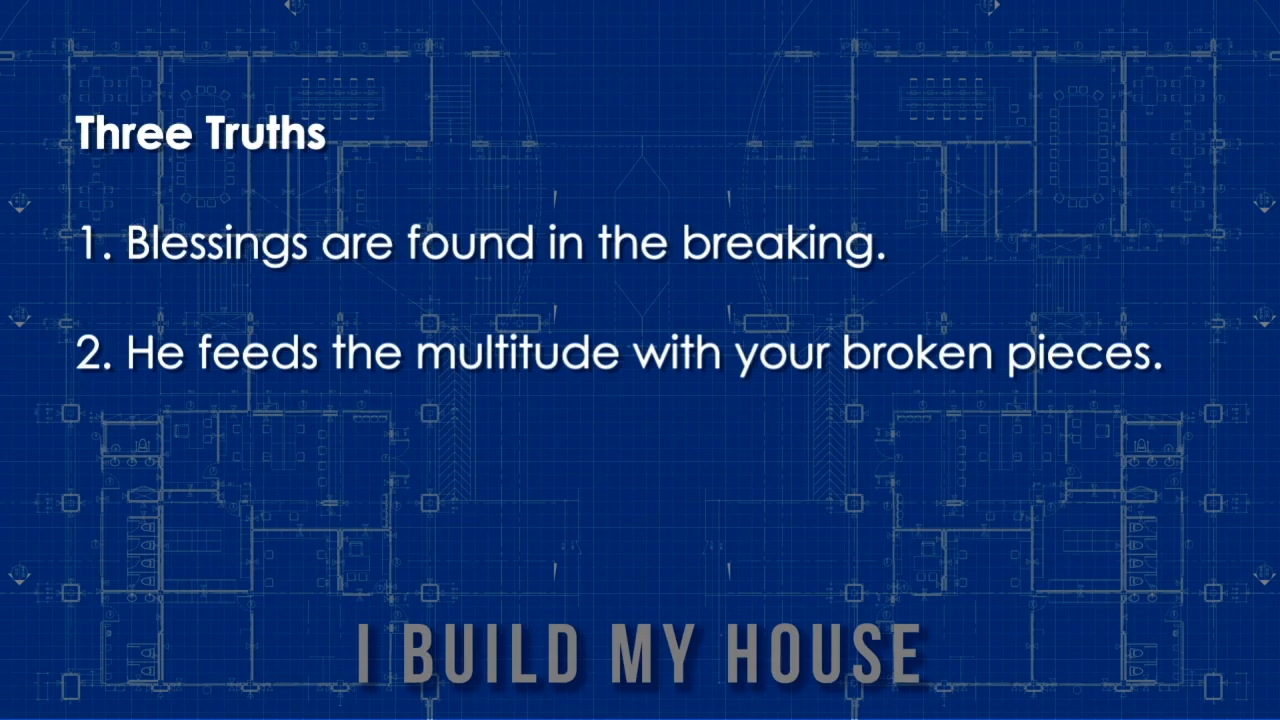 Three Truths
1. Blessings are found in the breaking.
2. He feeds the multitude with your broken pieces.
I BUILD MY HOUSE